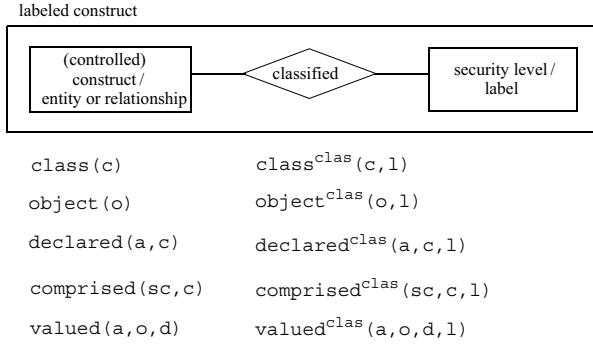 labeled construct
(controlled)
construct /
entity or relationship
classified
security level /
label
class(c) class^clas(c,l)
object(o) object^clas(o,l)
declared(a,c) declared^clas(a,c,l)
comprised(sc,c) comprised^clas(sc,c,l)
valued(a,o,d) valued^clas(a,o,d,l)